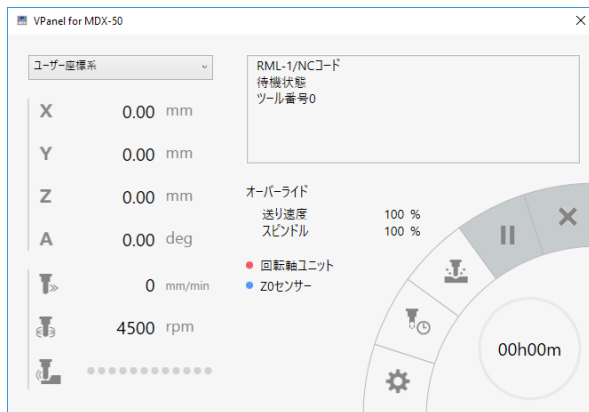 VPanel for MDX-50
ユーザー座標系
X 0.00 mm
Y 0.00 mm
Z 0.00 mm
A 0.00 deg
0 mm/min
4500 rpm
RML-1/NCコード
待機状態
ツール番号0
オーバーライド
送り速度 100 %
スピンドル 100 %
回転軸ユニット
Z0センサー
00h00m